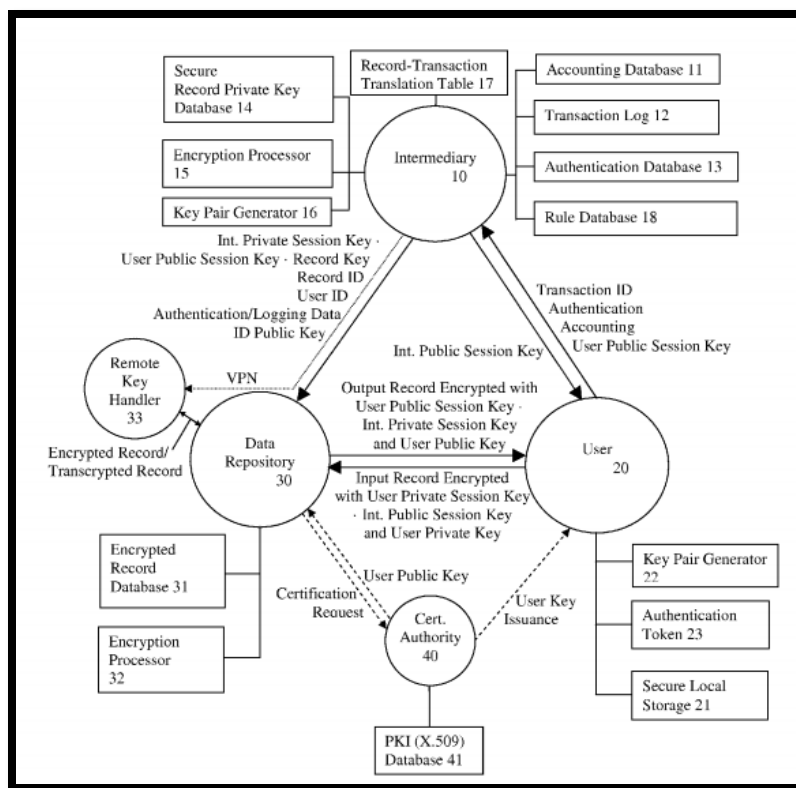 Secure
Record Private Key
Database 14
Record-Transaction
Translation Table 17
Accounting Database 11
Transaction Log 12
Encryption Processor
15
Intermediary
10
Authentication Database 13
Key Pair Generator 16
Rule Database 18
Int. Private Session Key ·
User Public Session Key · Record Key
Record ID
User ID
Authentication/Logging Data
ID Public Key
Transaction ID
Authentication
Accounting
User Public Session Key
Int. Public Session Key
Remote
Key
Handler
33
VPN
Encrypted Record/
Transcrypted Record
Data
Repository
30
Output Record Encrypted with
User Public Session Key ·
Int. Private Session Key
and User Public Key
Input Record Encrypted
with User Private Session Key
· Int. Public Session Key
and User Private Key
User
20
Encrypted
Record
Database 31
Encryption
Processor
32
Certification
Request
User Public Key
Cert.
Authority
40
User Key
Issuance
Key Pair Generator
22
Authentication
Token 23
Secure Local
Storage 21
PKI (X.509)
Database 41